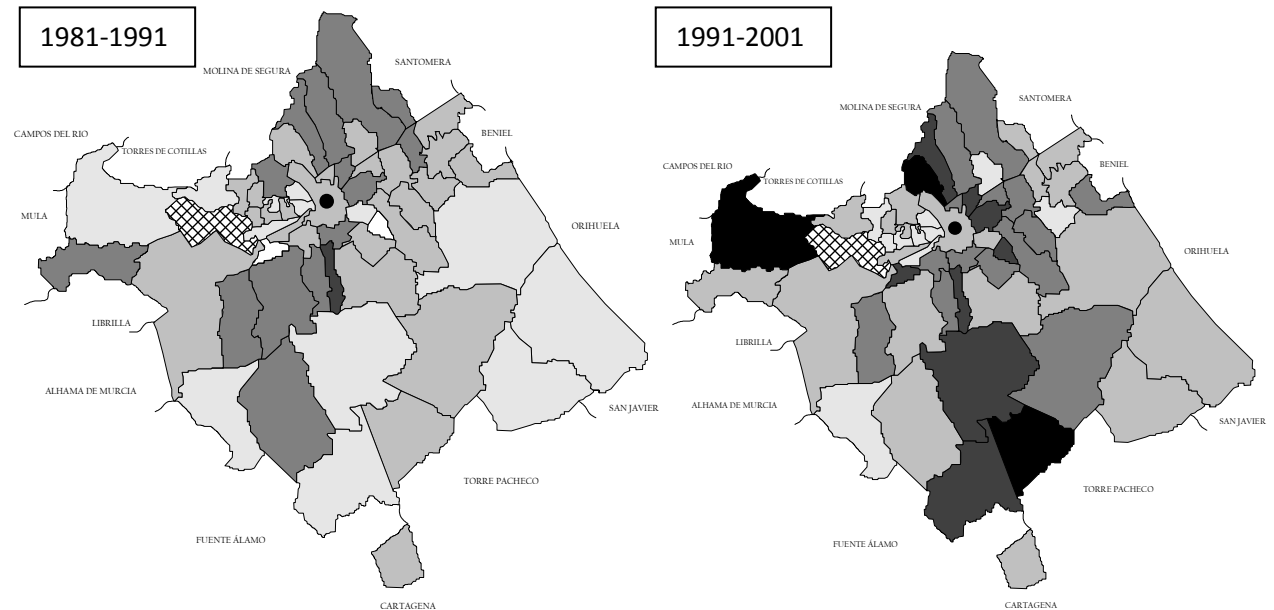 1981-1991
MOLINA DE SEGURA
SANTOMERA
CAMPOS DEL RIO
TORRES DE COTILLAS
BENIEL
MULA
ORIHUELA
LIBRILLA
ALHAMA DE MURCIA
SAN JAVIER
TORRE PACHECO
FUENTE ÁLAMO
CARTAGENA
1991-2001
MOLINA DE SEGURA
SANTOMERA
CAMPOS DEL RIO
TORRES DE COTILLAS
BENIEL
MULA
ORIHUELA
LIBRILLA
ALHAMA DE MURCIA
SAN JAVIER
TORRE PACHECO
FUENTE ÁLAMO
CARTAGENA